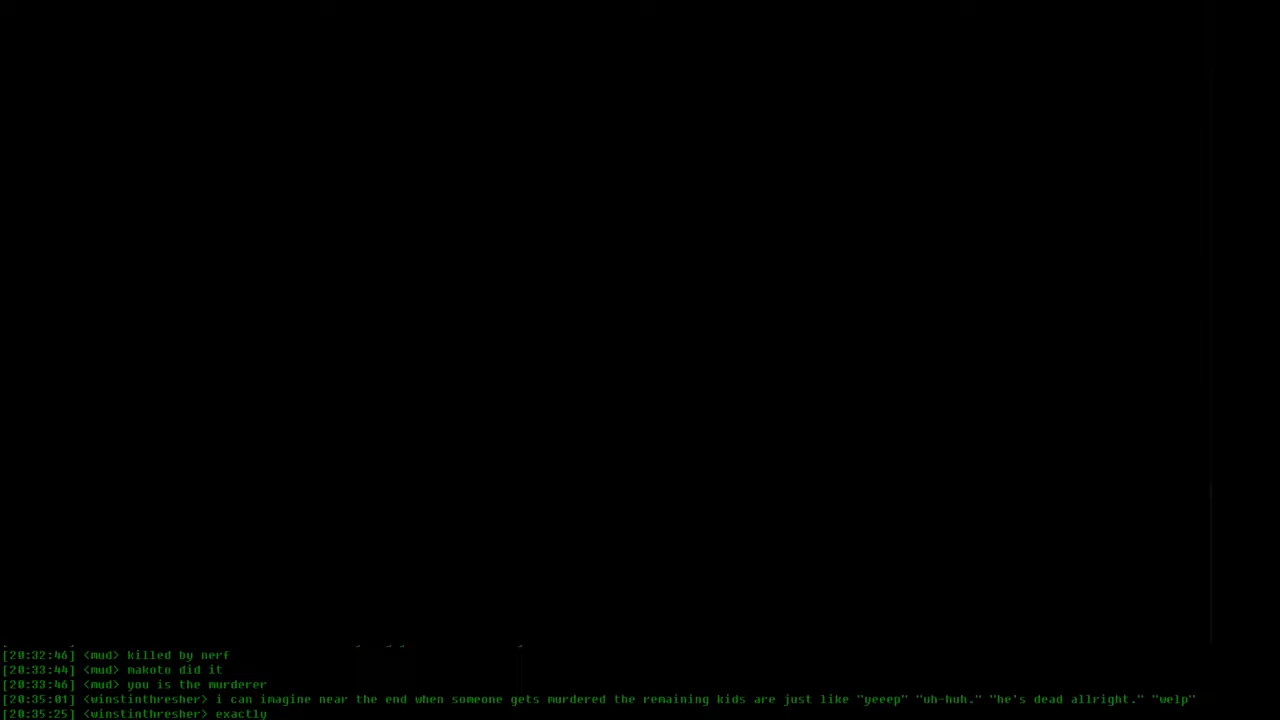 [20:32:46] <mud> killed by nerf
[20:33:44] <mud> makoto did it
[20:33:46] <mud> you is the murderer
[20:35:01] <winstinthresher> i can imagine near the end when someone gets murdered the remaining kids are just like "yeeep" "uh-huh." "he's dead allright." "welp"
[20:35:25] <winstinthresher> exactly